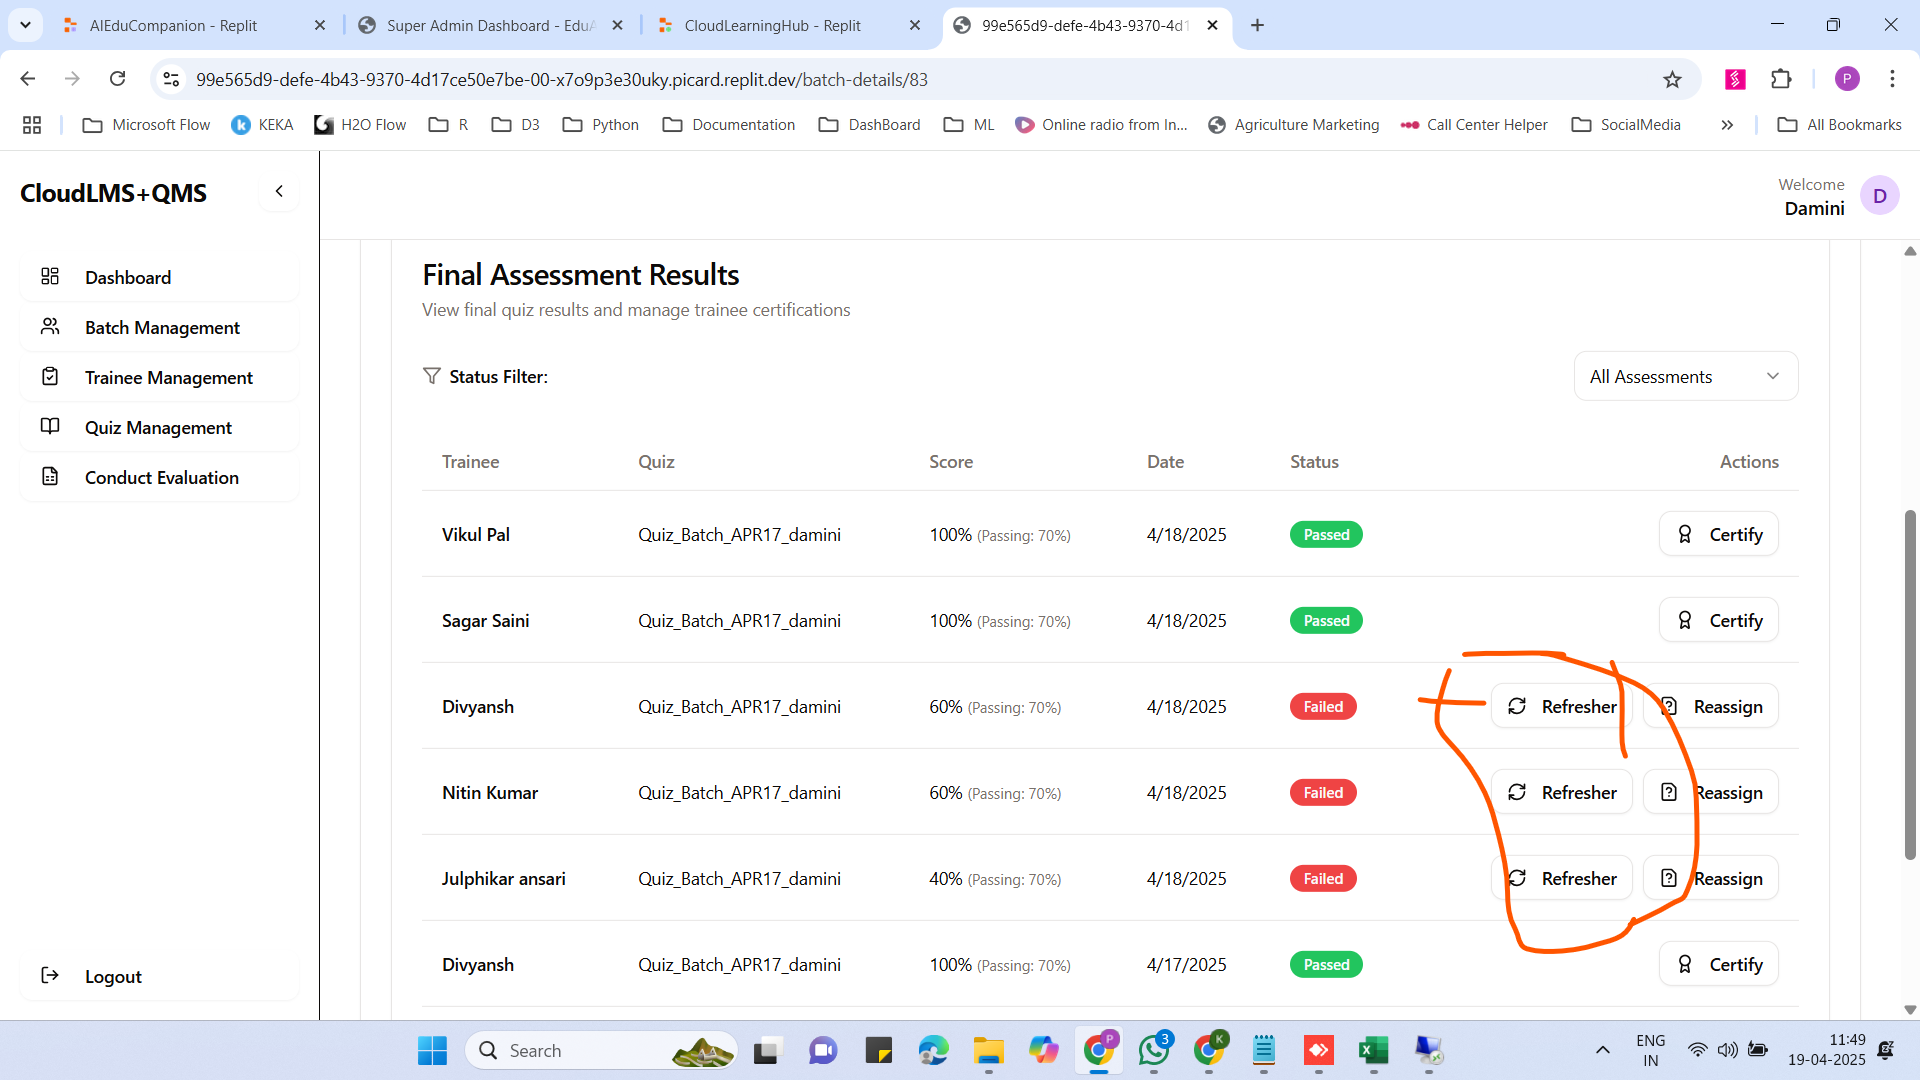 AIEduCompanion - Replit
Super Admin Dashboard - EduA
CloudLearningHub - Replit
99e565d9-defe-4b43-9370-4d1
99e565d9-defe-4b43-9370-4d17ce50e7be-00-x7o9p3e30uky.picard.replit.dev/batch-details/83
P
Microsoft Flow
KEKA
H2O Flow
R
D3
Python
Documentation
DashBoard
ML
Online radio from In...
Agriculture Marketing
Call Center Helper
SocialMedia
All Bookmarks
CloudLMS+QMS
Welcome
Damini
D
Dashboard
Batch Management
Trainee Management
Quiz Management
Conduct Evaluation
Logout
Final Assessment Results
View final quiz results and manage trainee certifications
Status Filter:
All Assessments
Trainee Quiz Score Date Status Actions
Vikul Pal Quiz_Batch_APR17_damini 100% (Passing: 70%) 4/18/2025 Passed Certify
Sagar Saini Quiz_Batch_APR17_damini 100% (Passing: 70%) 4/18/2025 Passed Certify
Divyansh Quiz_Batch_APR17_damini 60% (Passing: 70%) 4/18/2025 Failed Refresher Reassign
Nitin Kumar Quiz_Batch_APR17_damini 60% (Passing: 70%) 4/18/2025 Failed Refresher Reassign
Julphikar ansari Quiz_Batch_APR17_damini 40% (Passing: 70%) 4/18/2025 Failed Refresher Reassign
Divyansh Quiz_Batch_APR17_damini 100% (Passing: 70%) 4/17/2025 Passed Certify
Search
P
3
K
ENG
IN
11:49
19-04-2025